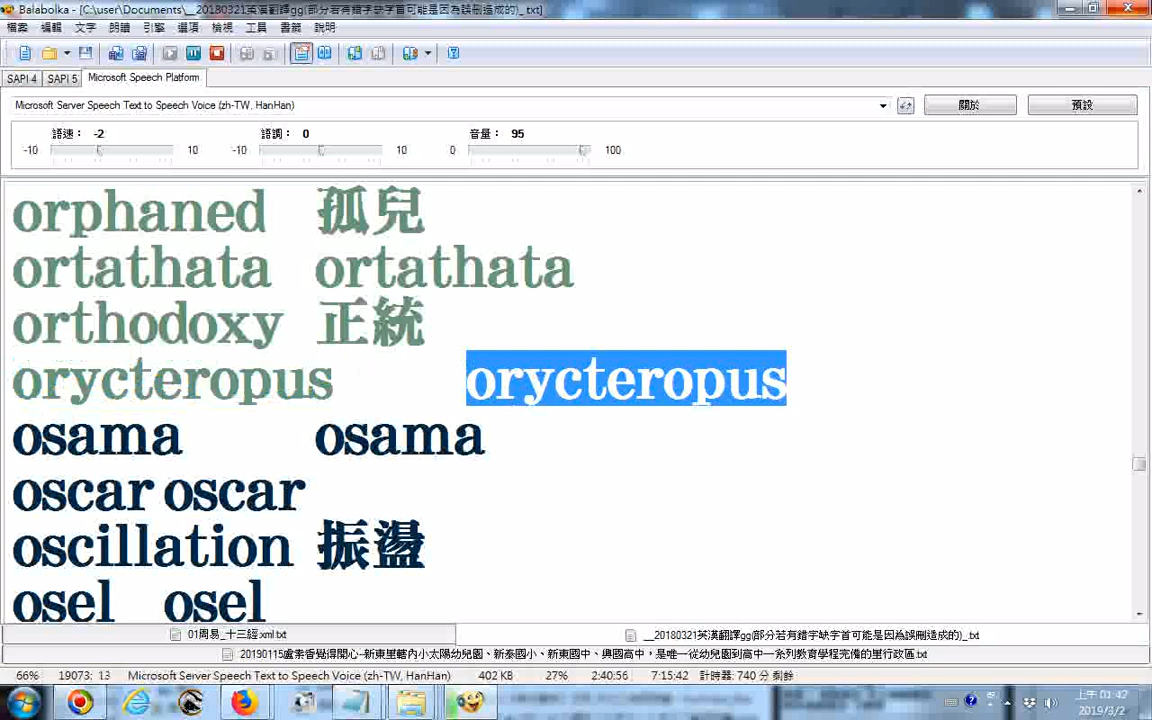 Balabolka - [C:\user\Documents\__20180321英漢翻譯gg(部分若有錯字缺字首可能是因為誤刪造成的)_.txt]
檔案 編輯 文字 朗讀 引擎 選項 檢視 工具 書籤 說明
SAPI 4 SAPI 5 Microsoft Speech Platform
Microsoft Server Speech Text to Speech Voice (zh-TW, HanHan) 關於 預設
語速： -2 語調： 0 音量： 95
-10 10 -10 10 0 100
orphaned 孤兒
ortathata ortathata
orthodoxy 正統
orycteropus orycteropus
osama osama
oscar oscar
oscillation 振盪
osel osel
01周易_十三經.xml.txt __20180321英漢翻譯gg(部分若有錯字缺字首可能是因為誤刪造成的)_.txt
20190115盧素香覺得開心--新東里轄內小太陽幼兒園、新泰國小、新東國中、興國高中，是唯一從幼兒園到高中一系列教育學程完備的里行政區.txt
66% 19073: 13 Microsoft Server Speech Text to Speech Voice (zh-TW, HanHan) 402 KB 27% 2:40:56 7:15:42 計時器: 740 分 剩餘
上午 01:42
2019/3/2